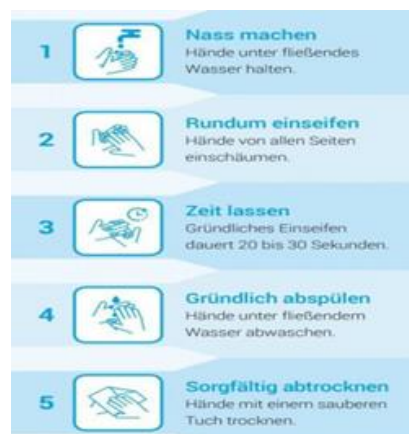 1
Nass machen
Hände unter fließendes
Wasser halten.
2
Rundum einseifen
Hände von allen Seiten
einschäumen.
3
Zeit lassen
Gründliches Einseifen
dauert 20 bis 30 Sekunden.
4
Gründlich abspülen
Hände unter fließendem
Wasser abwaschen.
5
Sorgfältig abtrocknen
Hände mit einem sauberen
Tuch trocknen.